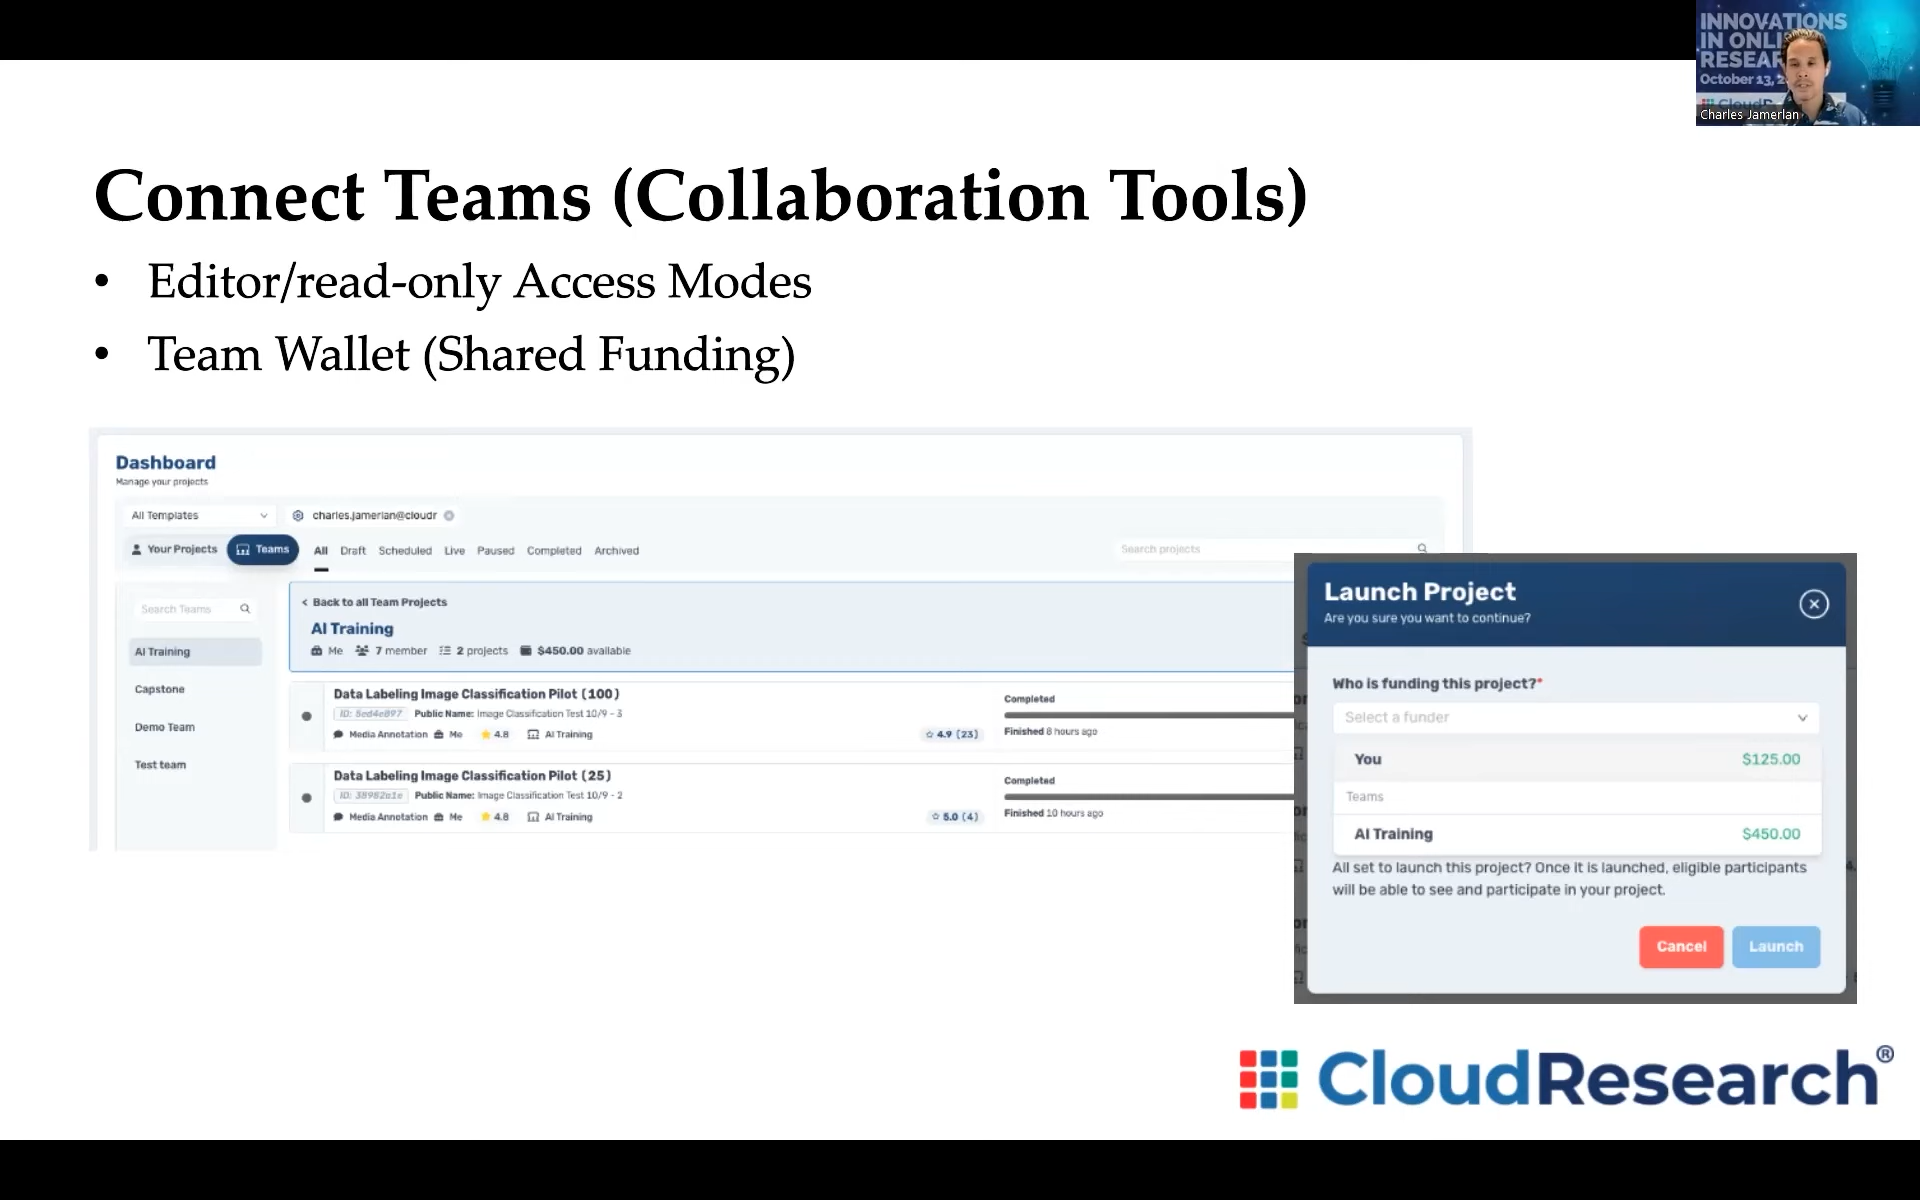 INNOVATIONS
IN ONLI
RESEAR
October 13, 2
Charles Jamerlan
Connect Teams (Collaboration Tools)
• Editor/read-only Access Modes
• Team Wallet (Shared Funding)
Dashboard
Manage your projects
All Templates
charles.jamerlan@cloudr
Your Projects
Teams
All Draft Scheduled Live Paused Completed Archived
Search projects
Search Teams
AI Training
Capstone
Demo Team
Test team
< Back to all Team Projects
AI Training
Me 7 member 2 projects $450.00 available
Data Labeling Image Classification Pilot (100)
ID: 5ed4e897 Public Name: Image Classification Test 10/9 - 3
Media Annotation Me 4.8 AI Training
4.9 (23)
Completed
Finished 8 hours ago
Data Labeling Image Classification Pilot (25)
ID: 38982a1e Public Name: Image Classification Test 10/9 - 2
Media Annotation Me 4.8 AI Training
5.0 (4)
Completed
Finished 10 hours ago
Launch Project
Are you sure you want to continue?
Who is funding this project?*
Select a funder
You $125.00
Teams
AI Training $450.00
All set to launch this project? Once it is launched, eligible participants
will be able to see and participate in your project.
Cancel
Launch
CloudResearch®